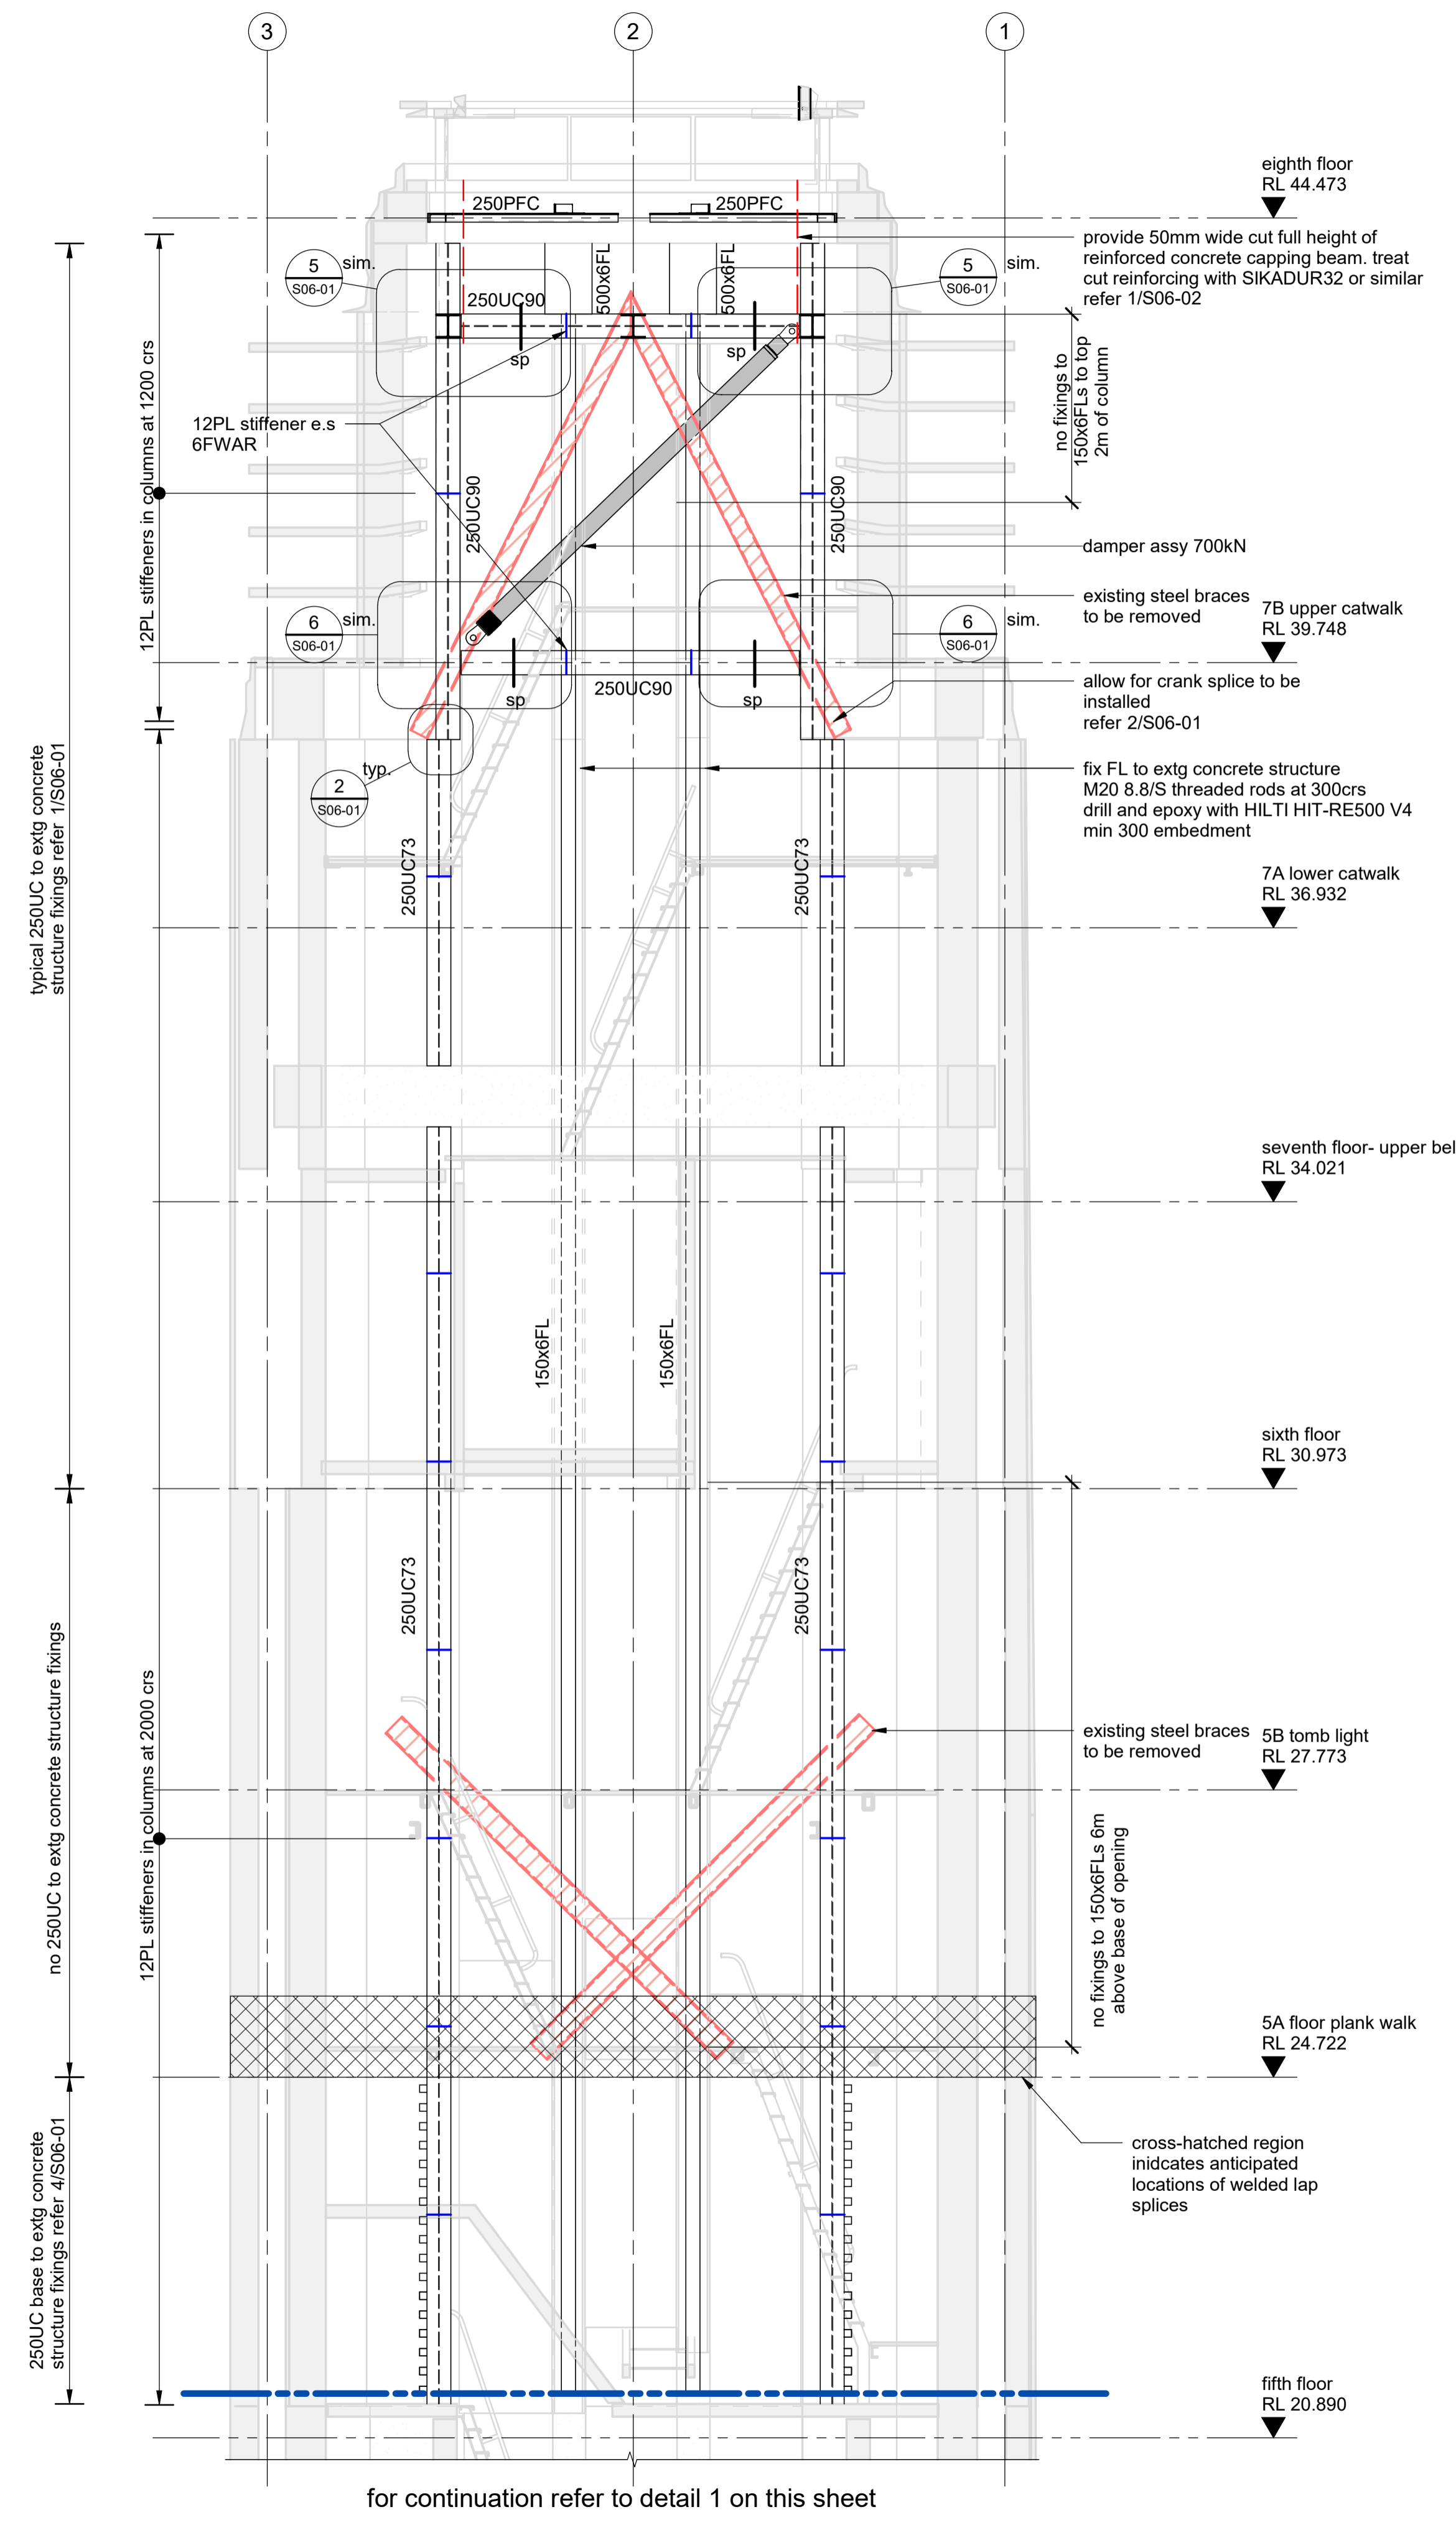 3
2
1
eighth floor
RL 44.473
250PFC
250PFC
provide 50mm wide cut full height of
reinforced concrete capping beam. treat
cut reinforcing with SIKADUR32 or similar
refer 1/S06-02
5
S06-01
sim.
5
S06-01
sim.
500x6FL
500x6FL
250UC90
sp
sp
no fixings to
150x6FLs to top
2m of column
12PL stiffeners in columns at 1200 crs
12PL stiffener e.s
6FWAR
250UC90
250UC90
damper assy 700kN
existing steel braces
to be removed
7B upper catwalk
RL 39.748
6
S06-01
sim.
6
S06-01
sim.
sp
250UC90
sp
allow for crank splice to be
installed
refer 2/S06-01
2
S06-01
typ.
fix FL to extg concrete structure
M20 8.8/S threaded rods at 300crs
drill and epoxy with HILTI HIT-RE500 V4
min 300 embedment
typical 250UC to extg concrete
structure fixings refer 1/S06-01
250UC73
250UC73
7A lower catwalk
RL 36.932
seventh floor- upper bel
RL 34.021
150x6FL
150x6FL
sixth floor
RL 30.973
250UC73
250UC73
no 250UC to extg concrete structure fixings
12PL stiffeners in columns at 2000 crs
existing steel braces
to be removed
5B tomb light
RL 27.773
no fixings to 150x6FLs 6m
above base of opening
5A floor plank walk
RL 24.722
cross-hatched region
inidcates anticipated
locations of welded lap
splices
250UC base to extg concrete
structure fixings refer 4/S06-01
fifth floor
RL 20.890
for continuation refer to detail 1 on this sheet